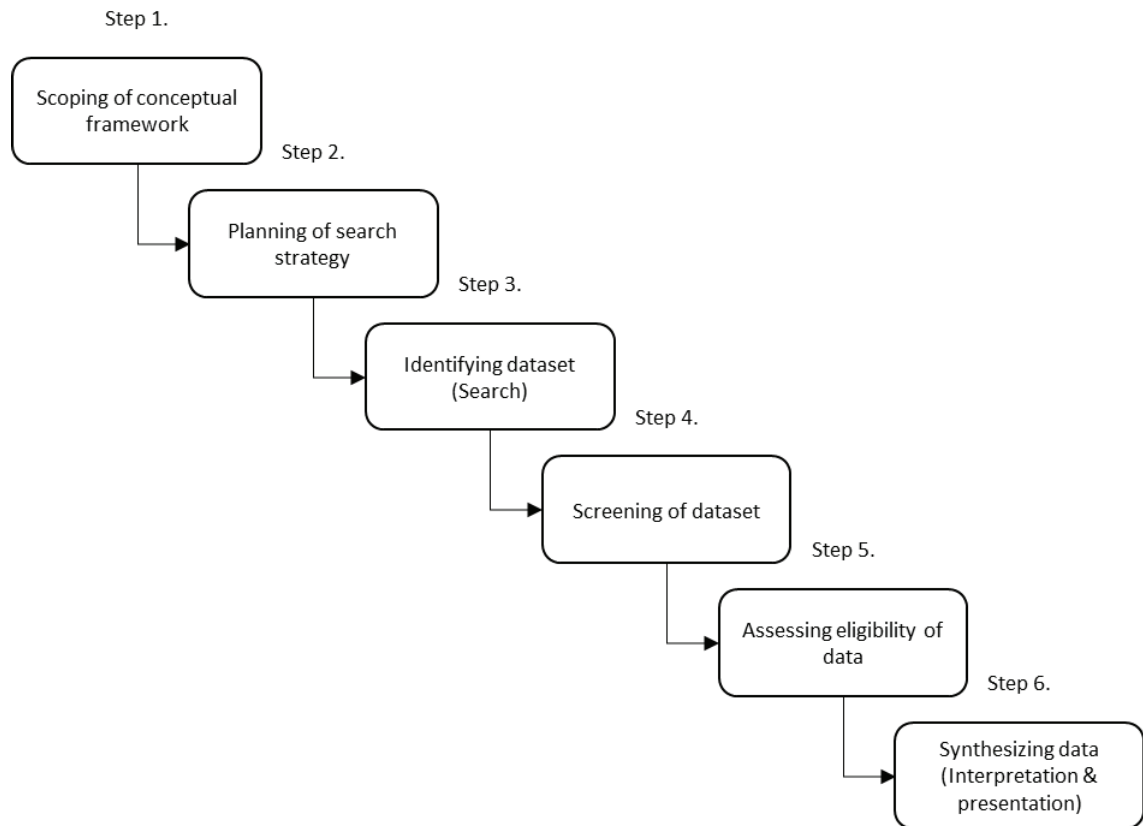 Step 1.
Scoping of conceptual
framework
Step 2.
Planning of search
strategy
Step 3.
Identifying dataset
(Search)
Step 4.
Screening of dataset
Step 5.
Assessing eligibility of
data
Step 6.
Synthesizing data
(Interpretation &
presentation)